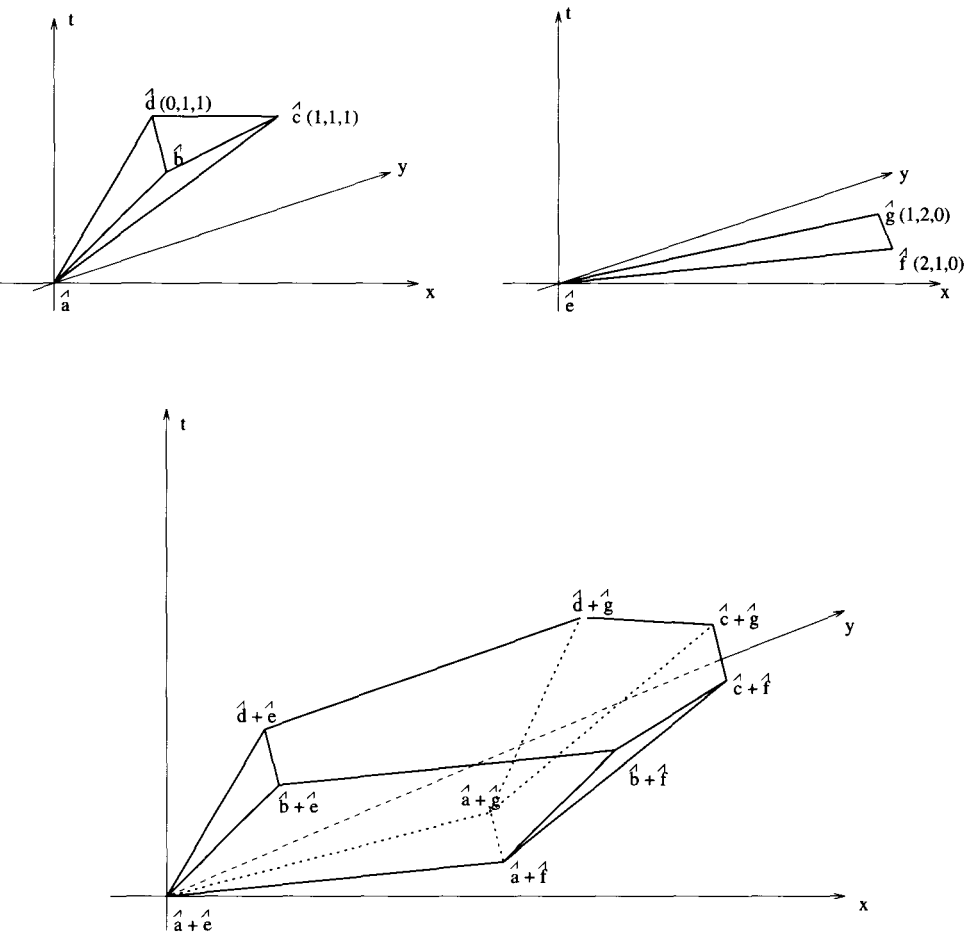 t
d̂ (0,1,1)
ĉ (1,1,1)
b̂
y
x
â
t
y
ĝ (1,2,0)
f̂ (2,1,0)
x
ê
t
d̂ + ĝ
ĉ + ĝ
y
ĉ + f̂
d̂ + ê
b̂ + f̂
b̂ + ê
â + ĝ
â + f̂
x
â + ê